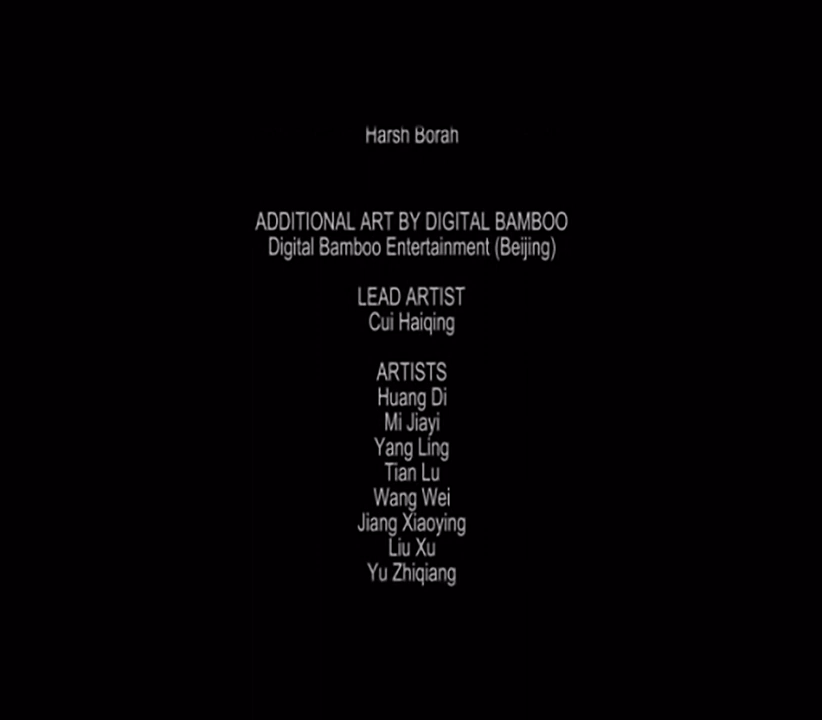 Harsh Borah
ADDITIONAL ART BY DIGITAL BAMBOO
Digital Bamboo Entertainment (Beijing)
LEAD ARTIST
Cui Haiqing
ARTISTS
Huang Di
Mi Jiayi
Yang Ling
Tian Lu
Wang Wei
Jiang Xiaoying
Liu Xu
Yu Zhiqiang